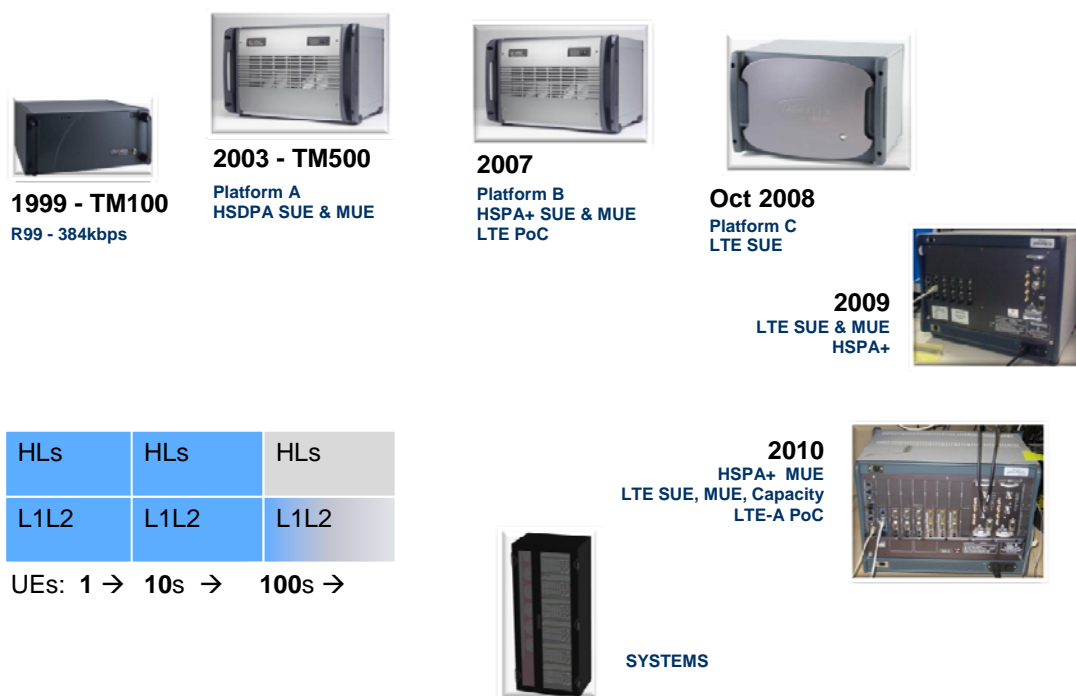 1999 - TM100
R99 - 384kbps
2003 - TM500
Platform A
HSDPA SUE & MUE
2007
Platform B
HSPA+ SUE & MUE
LTE PoC
Oct 2008
Platform C
LTE SUE
2009
LTE SUE & MUE
HSPA+
2010
HSPA+ MUE
LTE SUE, MUE, Capacity
LTE-A PoC
HLs HLs HLs
L1L2 L1L2 L1L2
UEs: 1 → 10s → 100s →
SYSTEMS